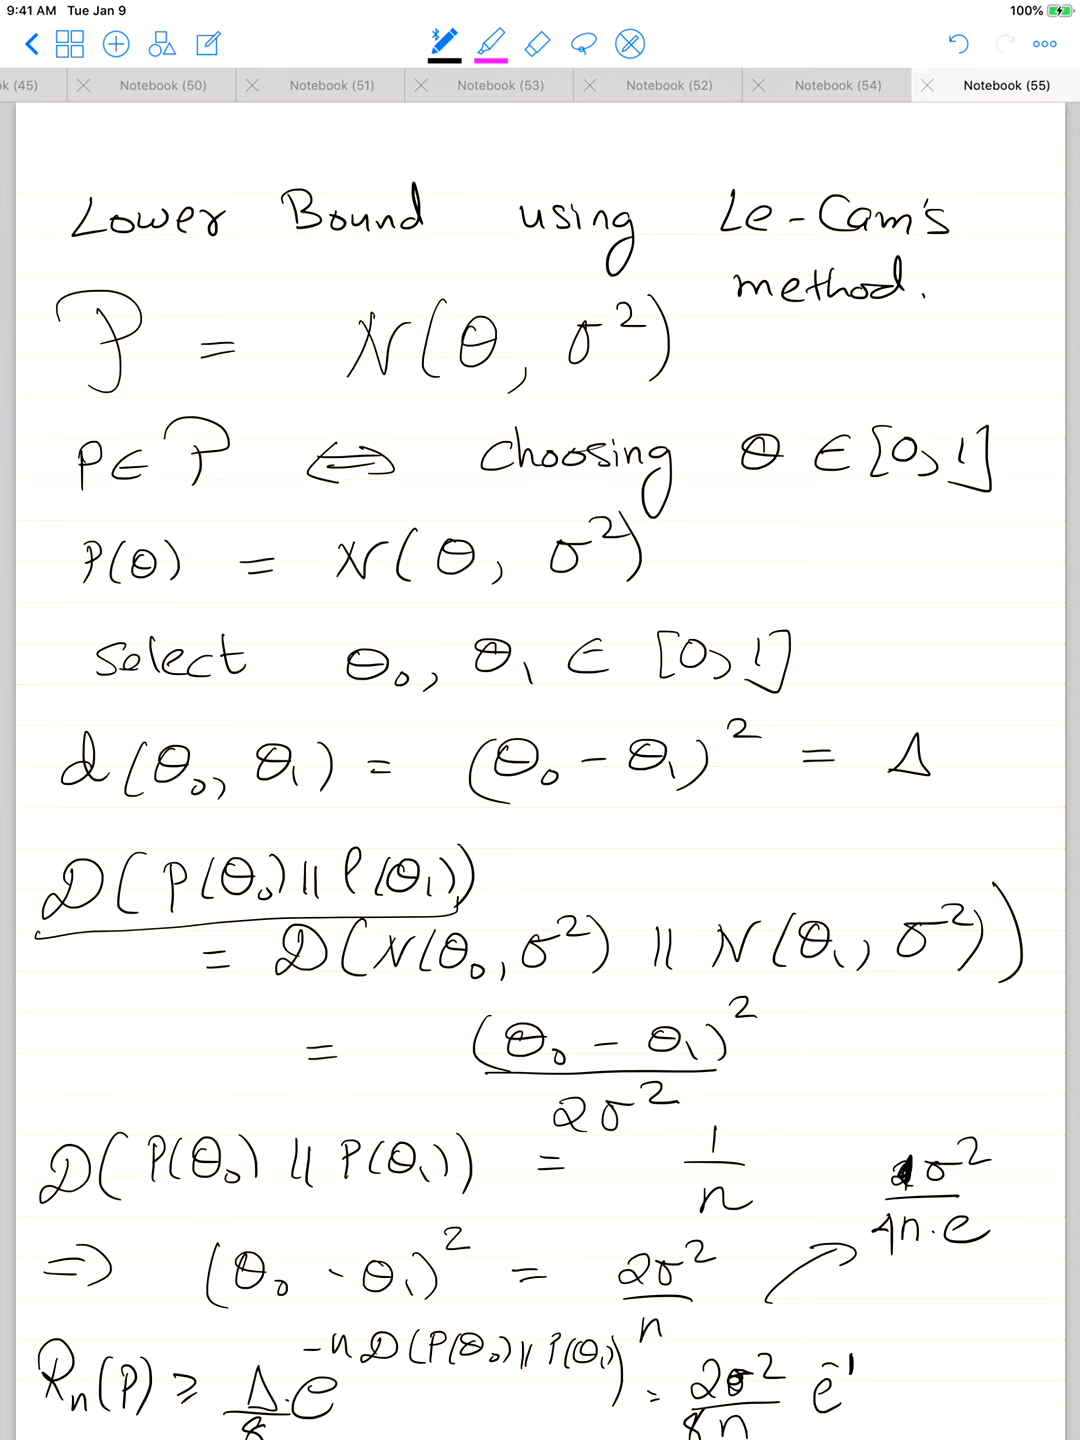 9:41 AM Tue Jan 9 100%
k (45) Notebook (50) Notebook (51) Notebook (53) Notebook (52) Notebook (54) Notebook (55)
Lower Bound using Le-Cam's
method.
𝒫 = N(θ, σ²)
P∈𝒫 ⇔ choosing θ ∈ [0,1]
P(θ) = N(θ, σ²)
select θ₀, θ₁ ∈ [0,1]
d(θ₀, θ₁) = (θ₀ - θ₁)² = Δ
D(P(θ₀) || P(θ₁))
= D(N(θ₀, σ²) || N(θ₁, σ²))
= (θ₀ - θ₁)² / 2σ²
D(P(θ₀) || P(θ₁)) = 1/n
⇒ (θ₀ - θ₁)² = 2σ²/n ↗ σ²/4n.e
Rₙ(P) ≥ Δ/8 . e^{-nD(P(θ₀) || P(θ₁))} = 2σ²/8n e⁻¹